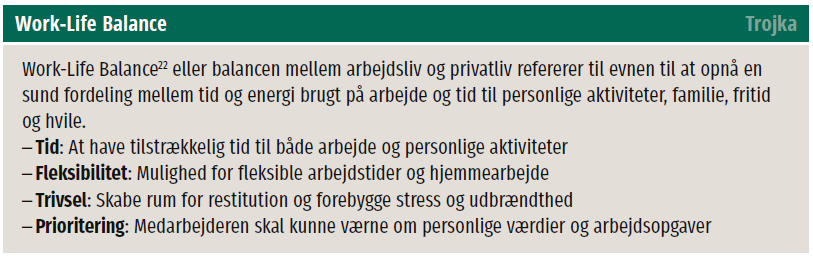 Work-Life Balance Trojka
Work-Life Balance²² eller balancen mellem arbejdsliv og privatliv refererer til evnen til at opnå en
sund fordeling mellem tid og energi brugt på arbejde og tid til personlige aktiviteter, familie, fritid
og hvile.
– Tid: At have tilstrækkelig tid til både arbejde og personlige aktiviteter
– Fleksibilitet: Mulighed for fleksible arbejdstider og hjemmearbejde
– Trivsel: Skabe rum for restitution og forebygge stress og udbrændthed
– Prioritering: Medarbejderen skal kunne værne om personlige værdier og arbejdsopgaver